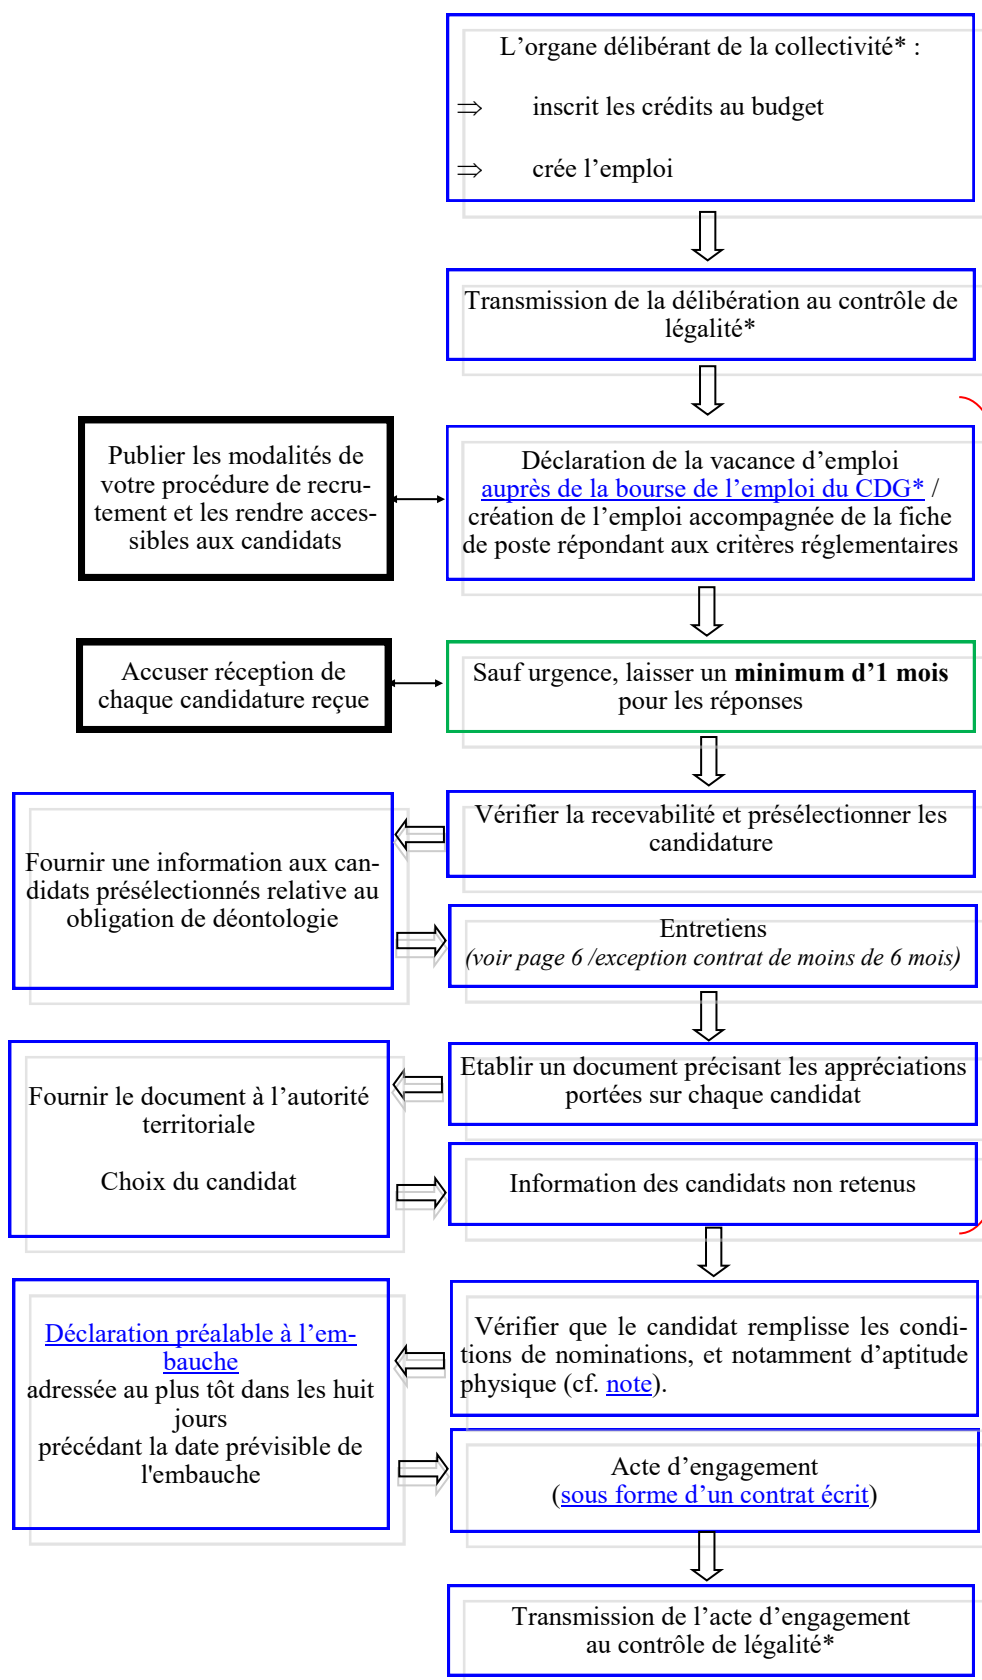 L’organe délibérant de la collectivité* :
⇒ inscrit les crédits au budget
⇒ crée l’emploi
Transmission de la délibération au contrôle de
légalité*
Publier les modalités de
votre procédure de recru-
tement et les rendre acces-
sibles aux candidats
Déclaration de la vacance d’emploi
auprès de la bourse de l’emploi du CDG* /
création de l’emploi accompagnée de la fiche
de poste répondant aux critères réglementaires
Accuser réception de
chaque candidature reçue
Sauf urgence, laisser un minimum d’1 mois
pour les réponses
Vérifier la recevabilité et présélectionner les
candidature
Fournir une information aux can-
didats présélectionnés relative au
obligation de déontologie
Entretiens
(voir page 6 /exception contrat de moins de 6 mois)
Etablir un document précisant les appréciations
portées sur chaque candidat
Fournir le document à l’autorité
territoriale
Choix du candidat
Information des candidats non retenus
Vérifier que le candidat remplisse les condi-
tions de nominations, et notamment d’aptitude
physique (cf. note).
Déclaration préalable à l’em-
bauche
adressée au plus tôt dans les huit
jours
précédant la date prévisible de
l'embauche
Acte d’engagement
(sous forme d’un contrat écrit)
Transmission de l’acte d’engagement
au contrôle de légalité*